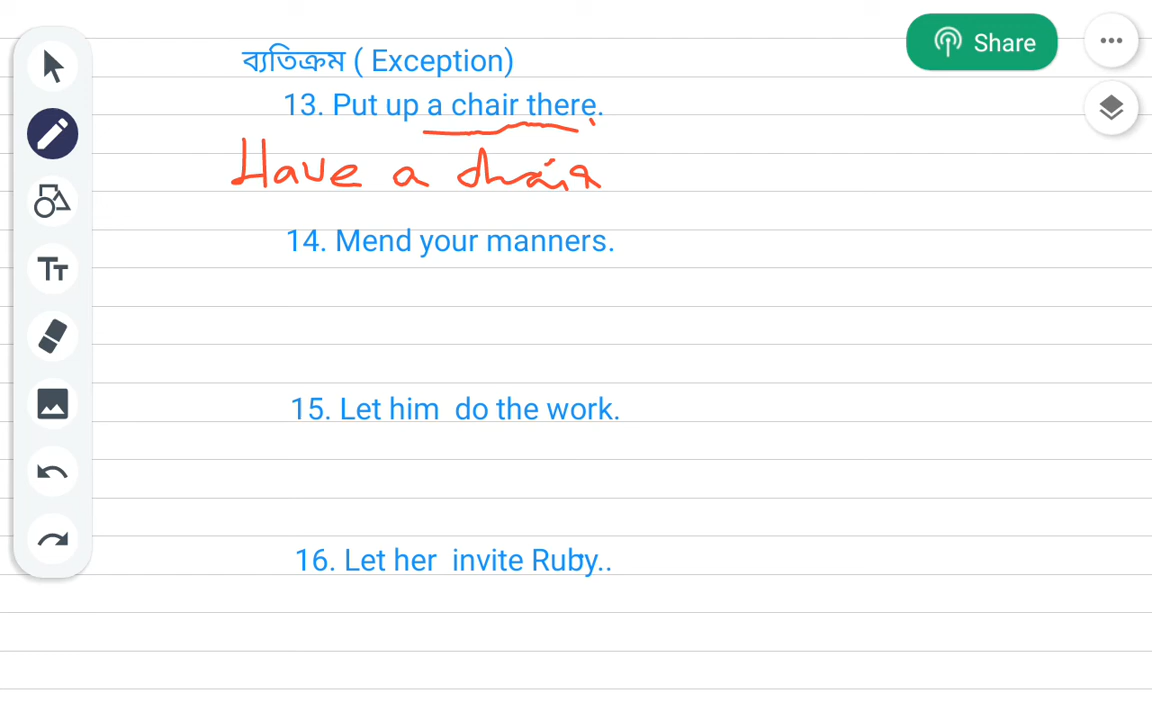 Share
ব্যতিক্রম ( Exception)
13. Put up a chair there.
Have a chair
14. Mend your manners.
TT
15. Let him do the work.
16. Let her invite Ruby..